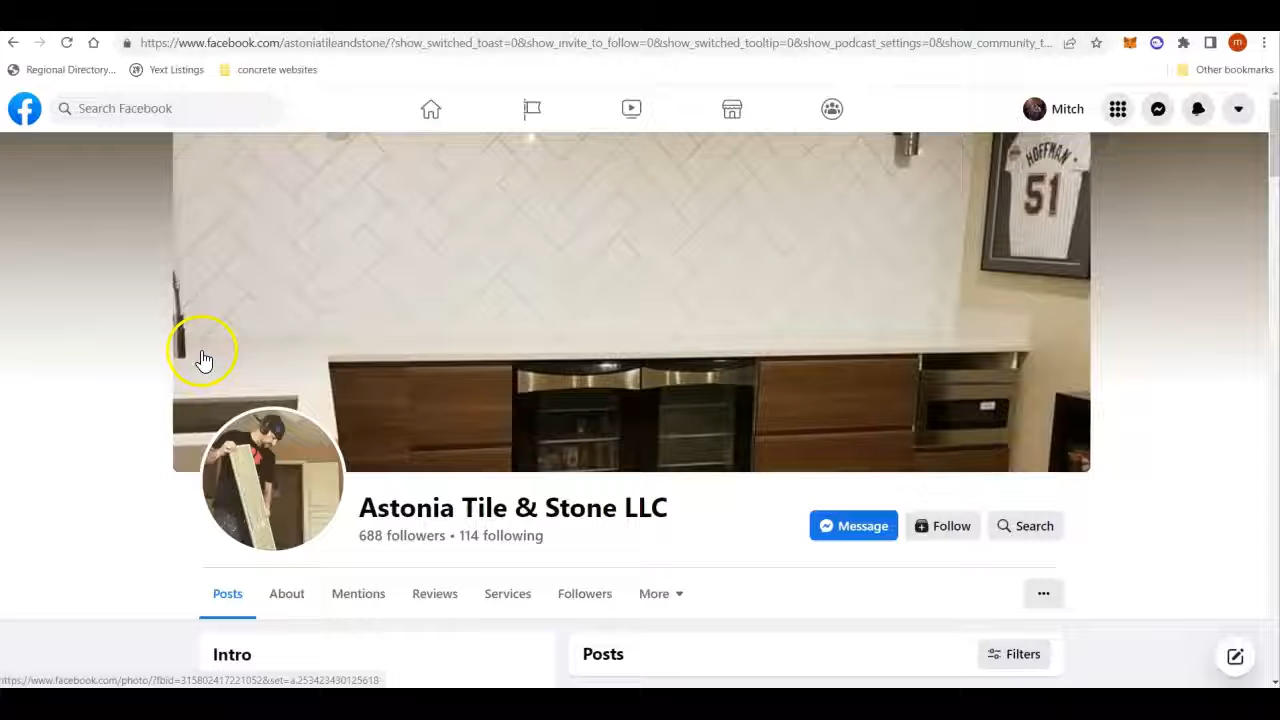 https://www.facebook.com/astoniatileandstone/?show_switched_toast=0&show_invite_to_follow=0&show_switched_tooltip=0&show_podcast_settings=0&show_community_t...
m
Regional Directory...
Yext Listings
concrete websites
Other bookmarks
Search Facebook
Mitch
HOFFMAN
51
Astonia Tile & Stone LLC
688 followers • 114 following
Message
Follow
Search
Posts
About
Mentions
Reviews
Services
Followers
More
Intro
Posts
Filters
https://www.facebook.com/photo/?fbid=315802417221052&set=a.253423430125618